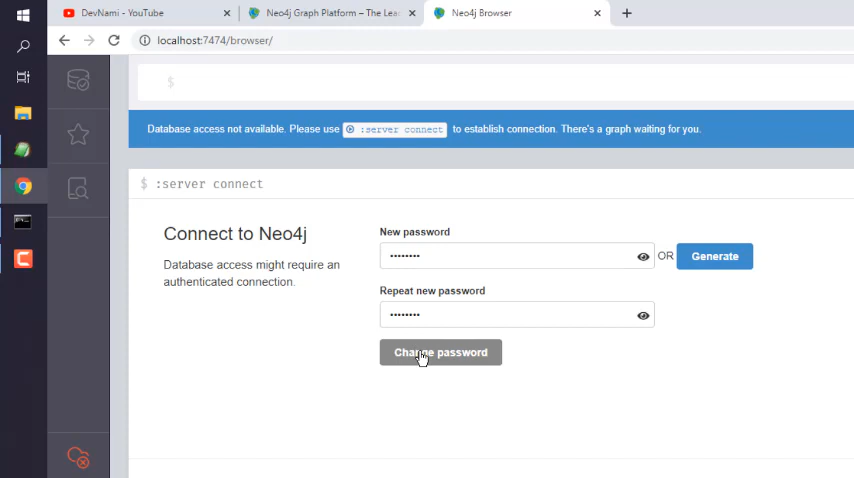 DevNami - YouTube
Neo4j Graph Platform – The Lea
Neo4j Browser
localhost:7474/browser/
$
Database access not available. Please use :server connect to establish connection. There's a graph waiting for you.
$ :server connect
Connect to Neo4j
Database access might require an
authenticated connection.
New password
•••••••• OR Generate
Repeat new password
••••••••
Change password